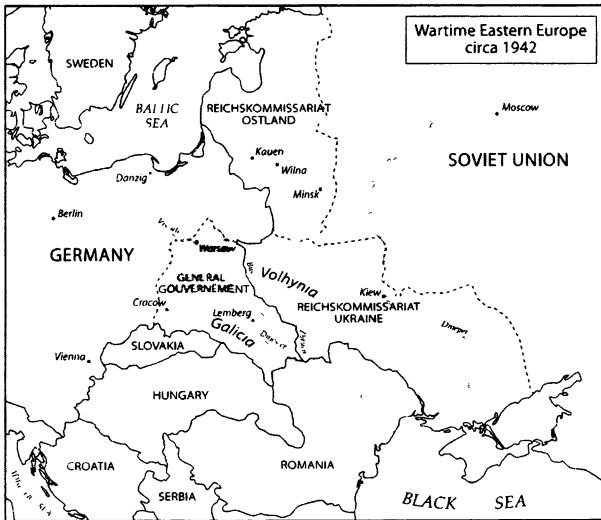 Wartime Eastern Europe
circa 1942
SWEDEN
BALTIC
SEA
REICHSKOMMISSARIAT
OSTLAND
Moscow
Kauen
Wilna
SOVIET UNION
Danzig
Minsk
Berlin
Warsaw
GERMANY
Volhynia
GENERAL
GOUVERNEMENT
Kiew
REICHSKOMMISSARIAT
UKRAINE
Cracow
Lemberg
Galicia
SLOVAKIA
Vienna
HUNGARY
CROATIA
ROMANIA
SERBIA
BLACK SEA